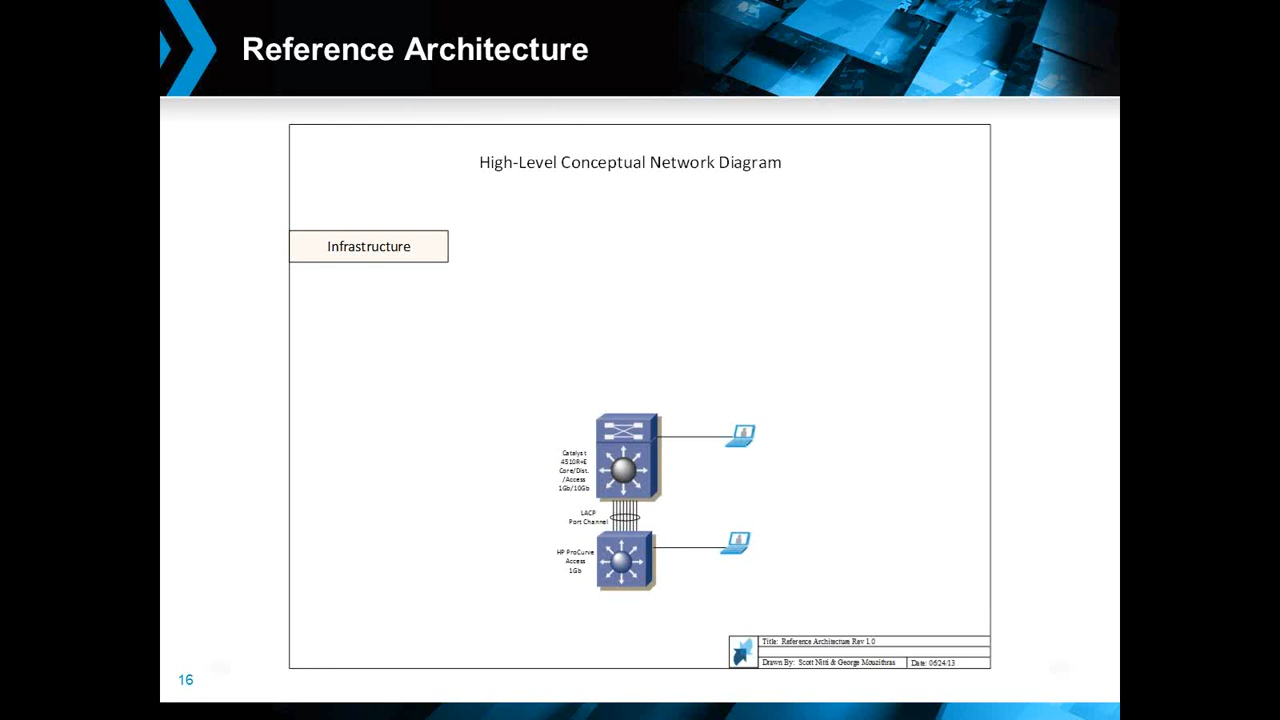 Reference Architecture
High-Level Conceptual Network Diagram
Infrastructure
Catalyst
4510R+E
Core/Dist.
/Access
1Gb/10Gb
LACP
Port Channel
HP ProCurve
Access
1Gb
Title: Reference Architecture Rev 1.0
Drawn By: Scott Nitti & George Mouzithras
Date: 06/24/13
16